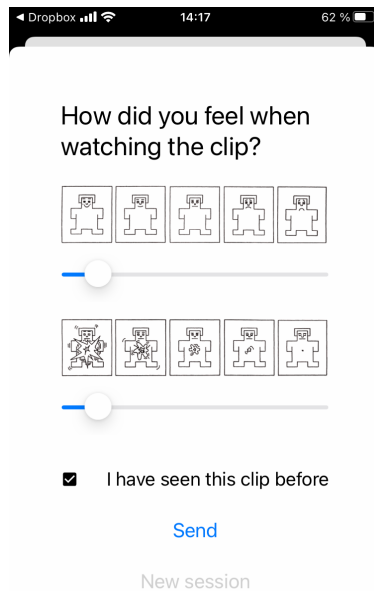 ◀ Dropbox 14:17 62 %
How did you feel when
watching the clip?
I have seen this clip before
Send
New session